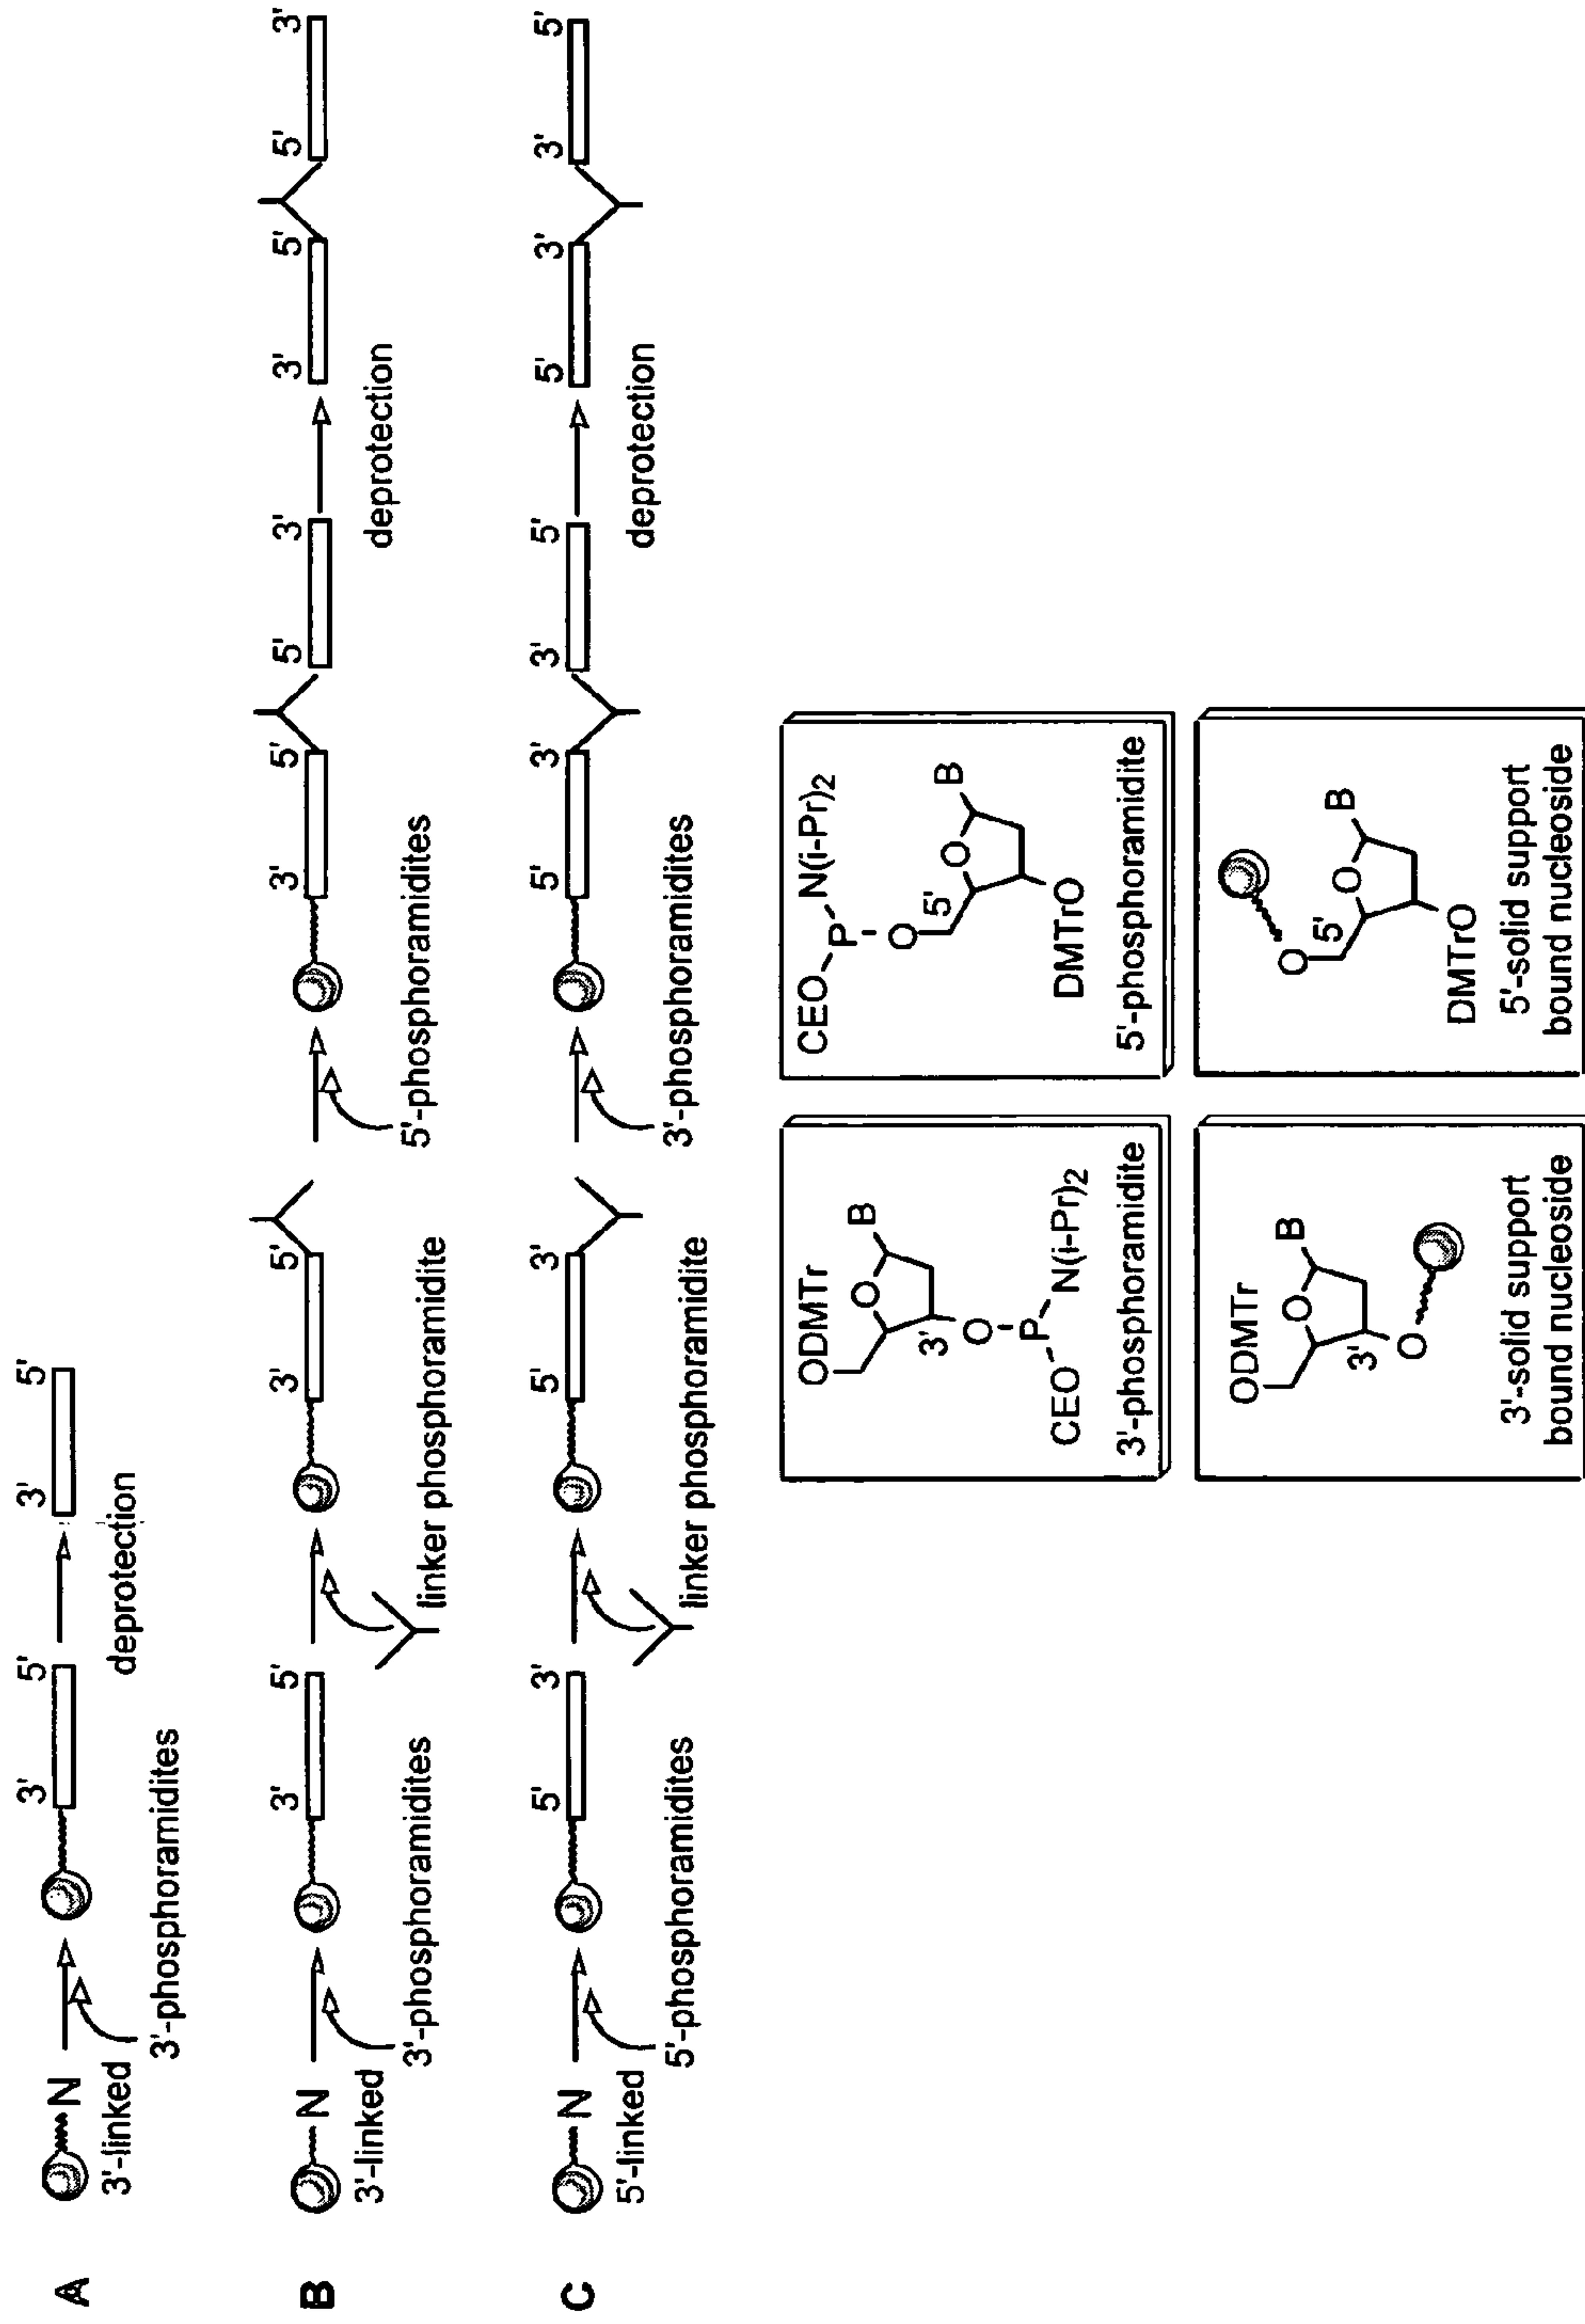 A
3'-linked
N
3'-phosphoramidites
3' 5'
deprotection
3' 5'
B
3'-linked
N
3'-phosphoramidites
3' 5'
linker phosphoramidite
3' 5'
5'-phosphoramidites
3' 5' 5' 3'
deprotection
3' 5' 5' 3'
C
5'-linked
N
5'-phosphoramidites
5' 3'
linker phosphoramidite
5' 3'
3'-phosphoramidites
5' 3' 3' 5'
deprotection
5' 3' 3' 5'
ODMTr
O
B
3'
O
P
CEO
N(i-Pr)2
3'-phosphoramidite
CEO
P
N(i-Pr)2
O
5'
O
B
DMTrO
5'-phosphoramidite
ODMTr
O
B
3'
O
3'-solid support
bound nucleoside
O
5'
O
B
DMTrO
5'-solid support
bound nucleoside